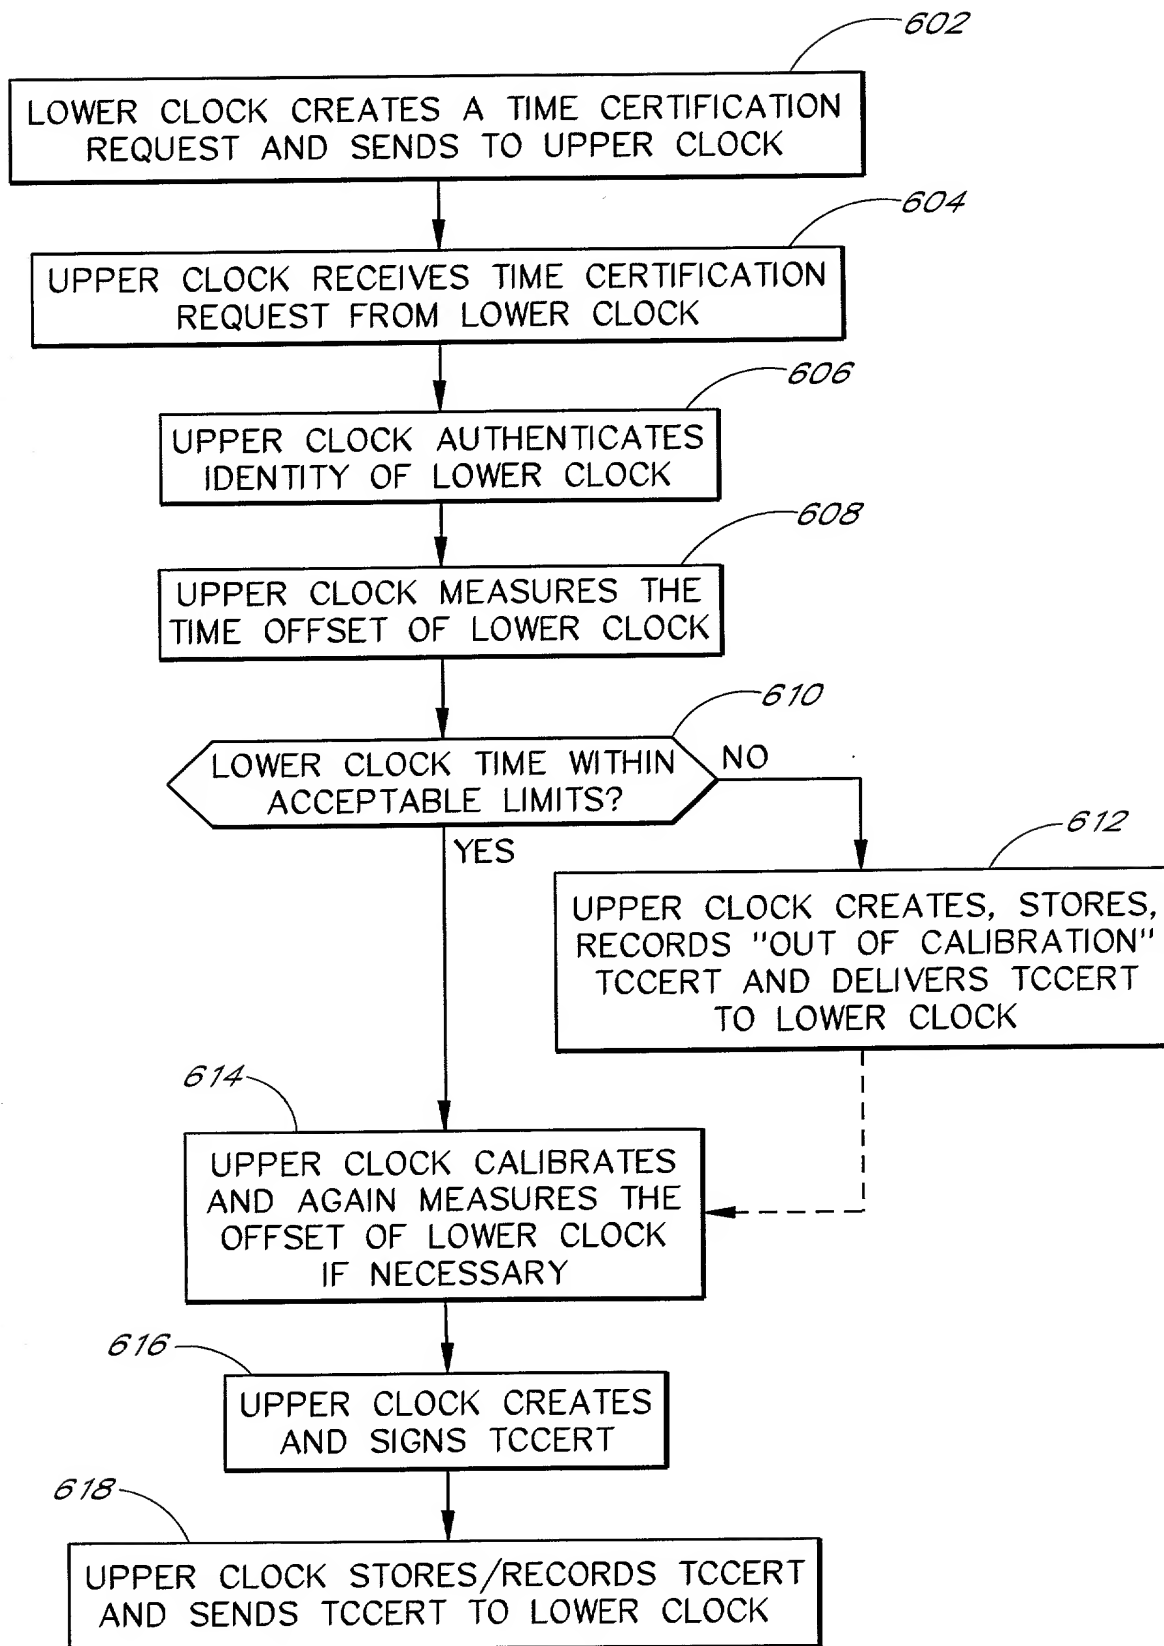 602
LOWER CLOCK CREATES A TIME CERTIFICATION
REQUEST AND SENDS TO UPPER CLOCK
604
UPPER CLOCK RECEIVES TIME CERTIFICATION
REQUEST FROM LOWER CLOCK
606
UPPER CLOCK AUTHENTICATES
IDENTITY OF LOWER CLOCK
608
UPPER CLOCK MEASURES THE
TIME OFFSET OF LOWER CLOCK
610
LOWER CLOCK TIME WITHIN
ACCEPTABLE LIMITS?
NO
YES
612
UPPER CLOCK CREATES, STORES,
RECORDS "OUT OF CALIBRATION"
TCCERT AND DELIVERS TCCERT
TO LOWER CLOCK
614
UPPER CLOCK CALIBRATES
AND AGAIN MEASURES THE
OFFSET OF LOWER CLOCK
IF NECESSARY
616
UPPER CLOCK CREATES
AND SIGNS TCCERT
618
UPPER CLOCK STORES/RECORDS TCCERT
AND SENDS TCCERT TO LOWER CLOCK